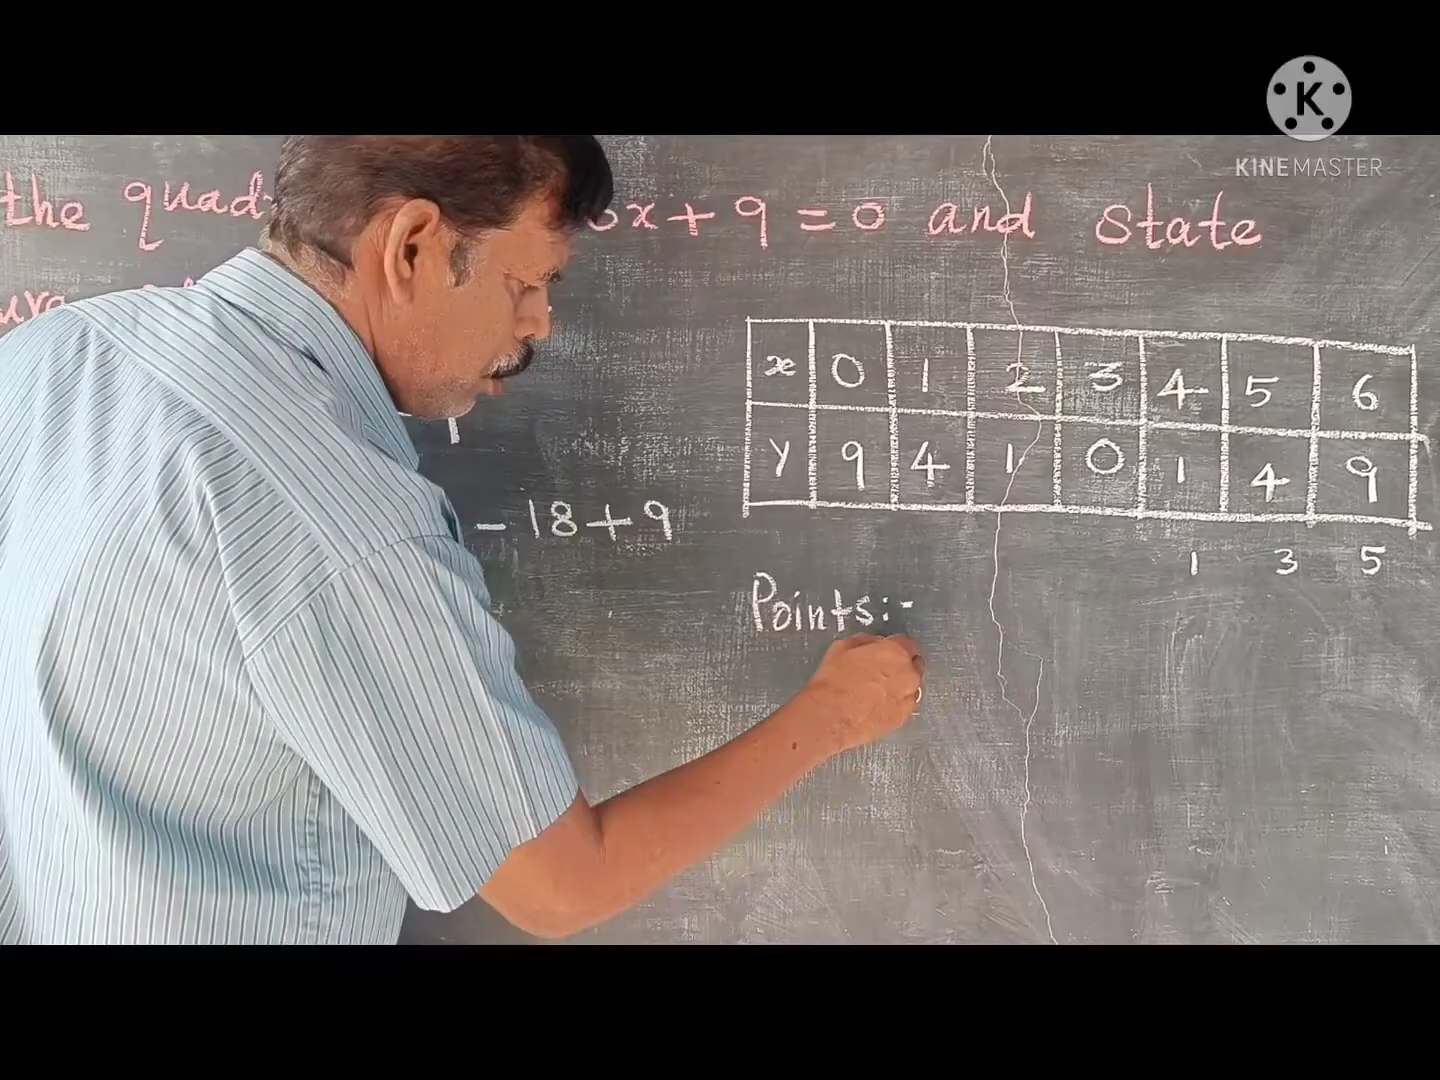 KINEMASTER
the x + 9 = 0 and state
x 0 1 2 3 4 5 6
y 9 4 1 0 1 4 9
- 18 + 9
1 3 5
Points:-